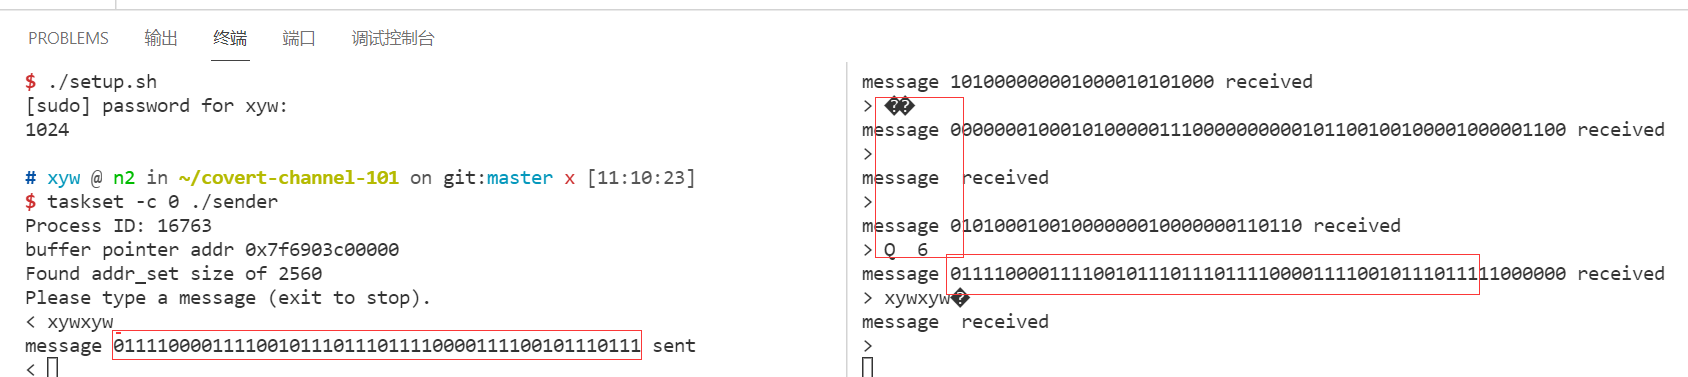 PROBLEMS 输出 终端 端口 调试控制台
$ ./setup.sh
[sudo] password for xyw:
1024
# xyw @ n2 in ~/covert-channel-101 on git:master x [11:10:23]
$ taskset -c 0 ./sender
Process ID: 16763
buffer pointer addr 0x7f6903c00000
Found addr_set size of 2560
Please type a message (exit to stop).
< xywxyw
message 011110000111100101110111011110000111100101110111 sent
<
message 101000000001000010101000 received
> ��
message 00000001000101000001110000000000101100100100001000001100 received
>
message  received
>
message 01010001001000000010000000110110 received
> Q  6
message 01111000011110010111011101111000011110010111011111000000 received
> xywxyw�
message  received
>